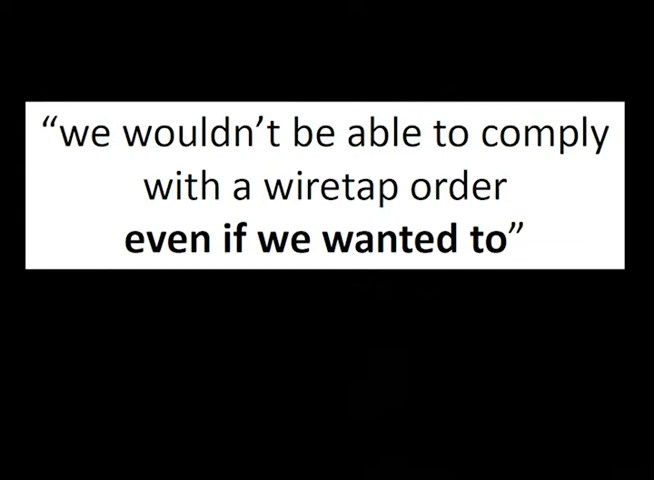 “we wouldn’t be able to comply
with a wiretap order
even if we wanted to”